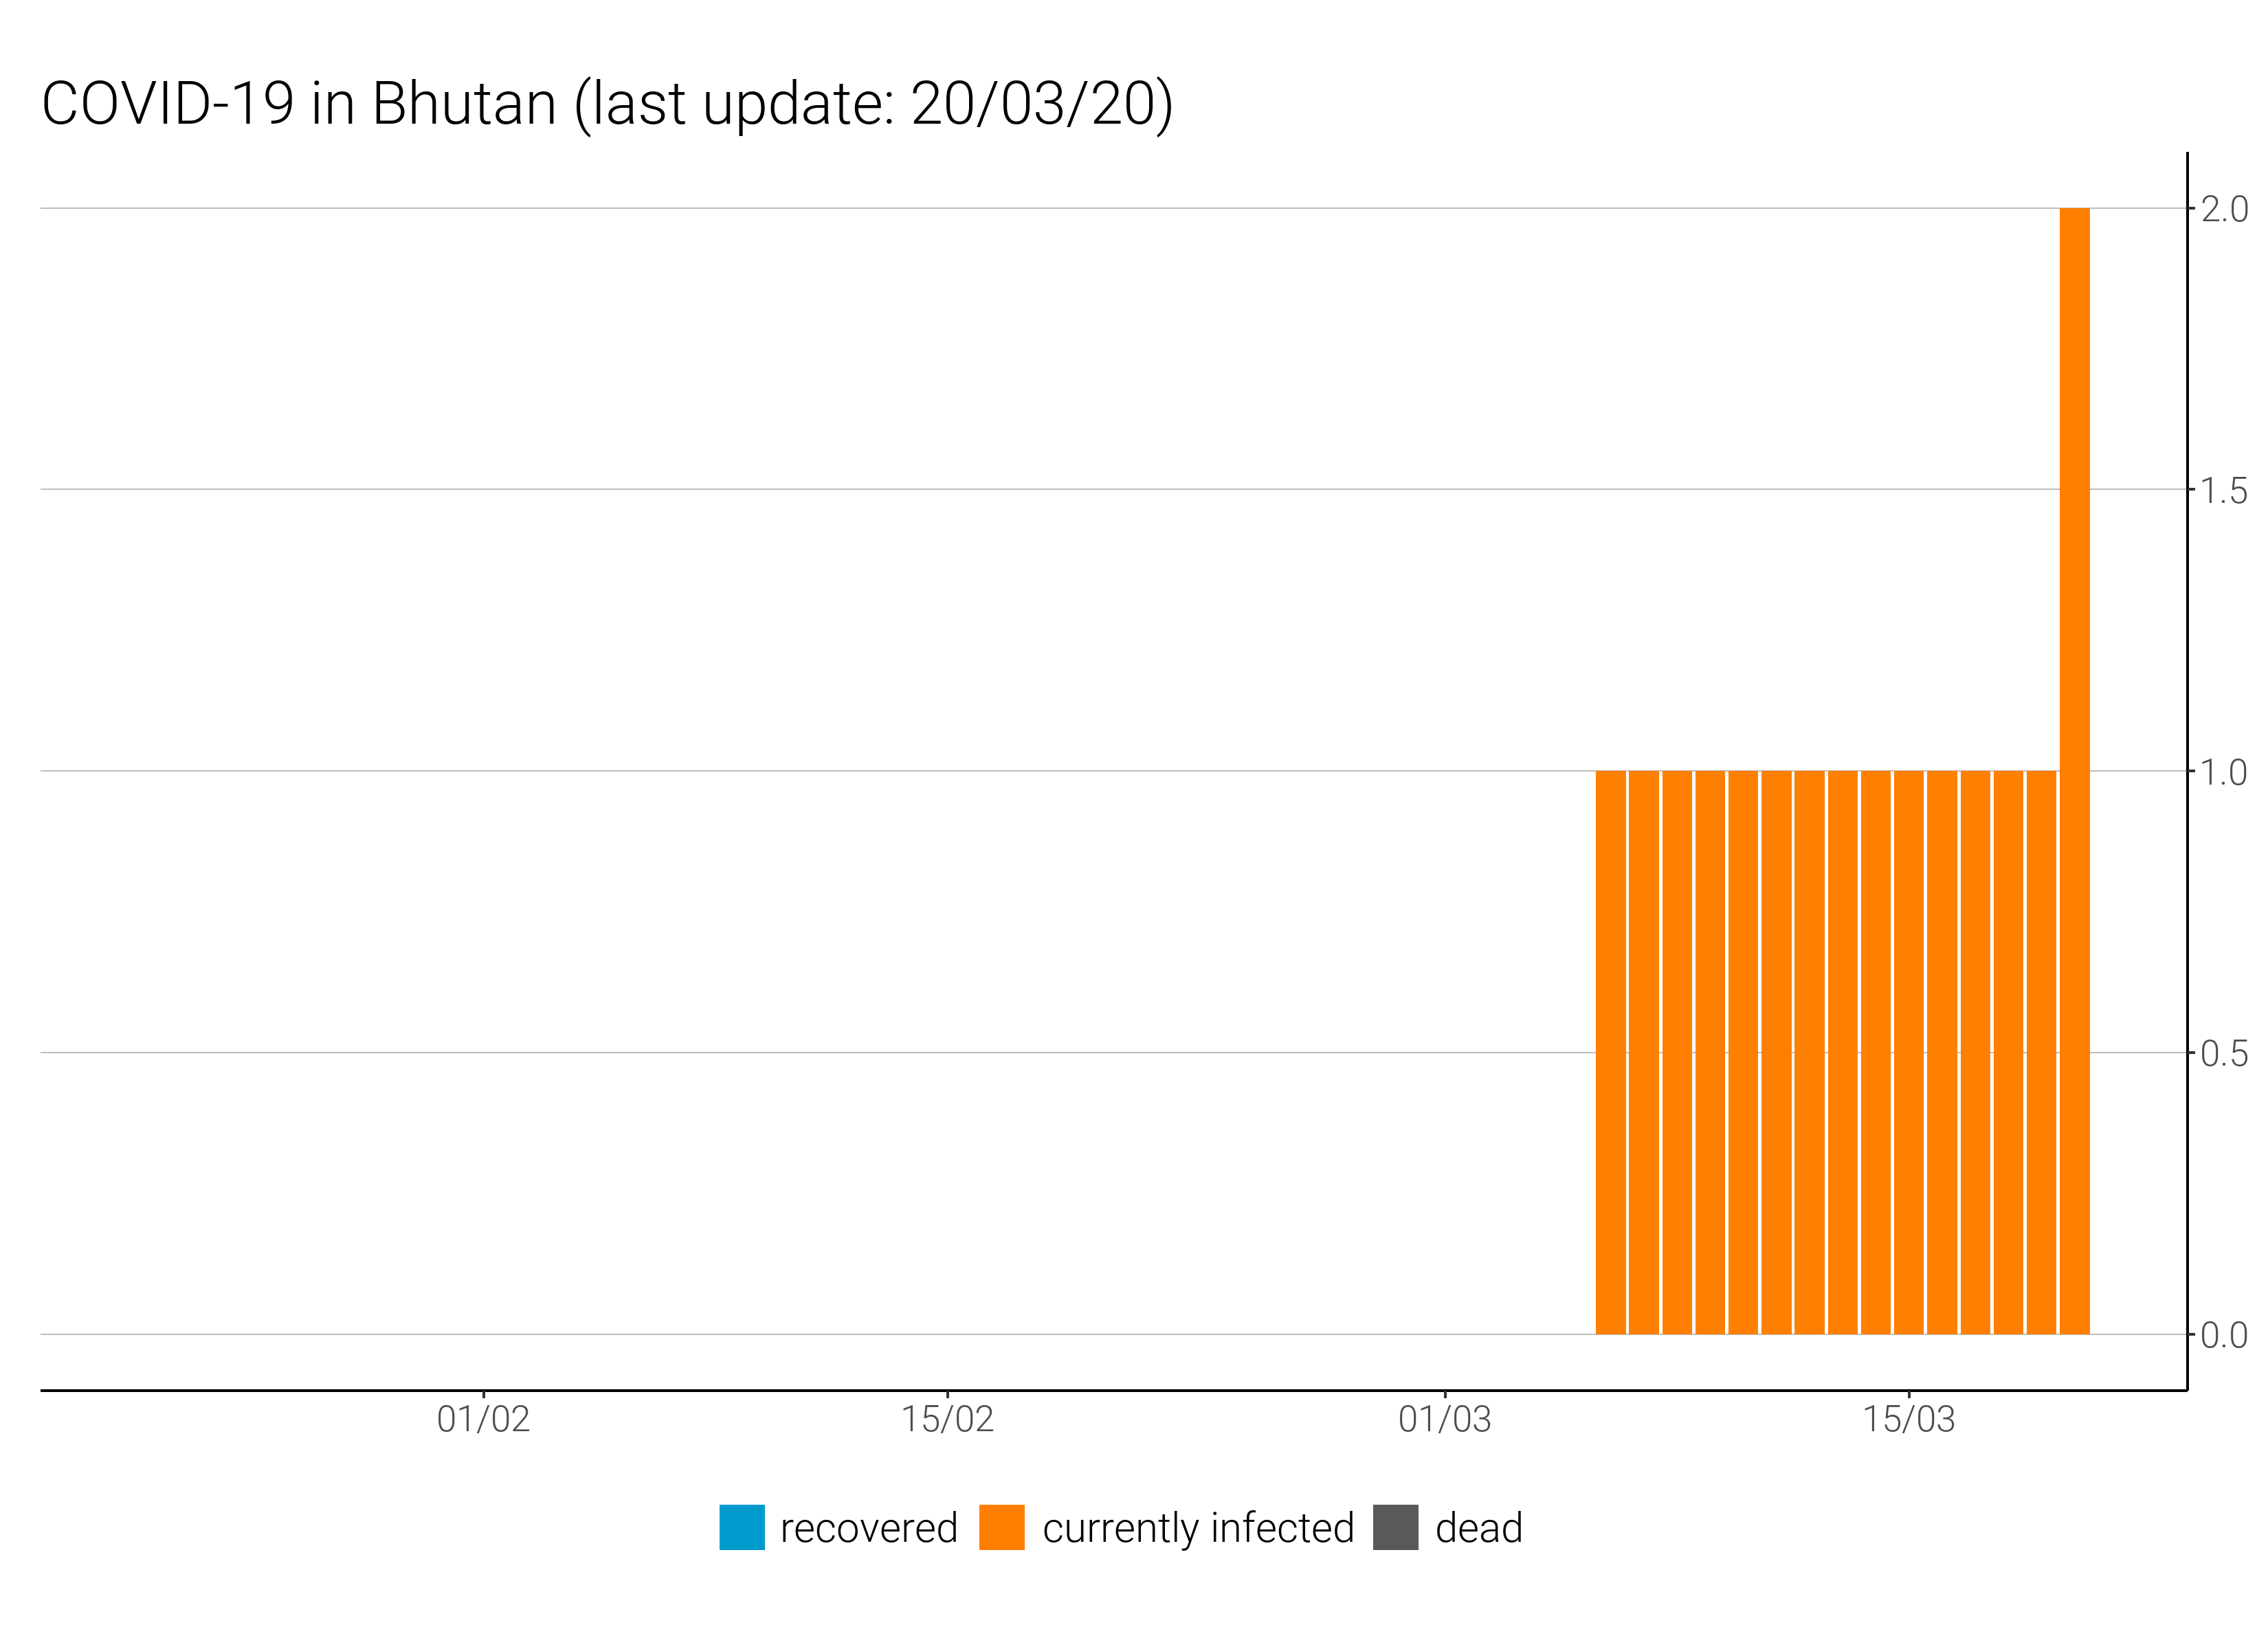 COVID-19 in Bhutan (last update: 20/03/20)
2.0
1.5
1.0
0.5
0.0
01/02 15/02 01/03 15/03
recovered currently infected dead